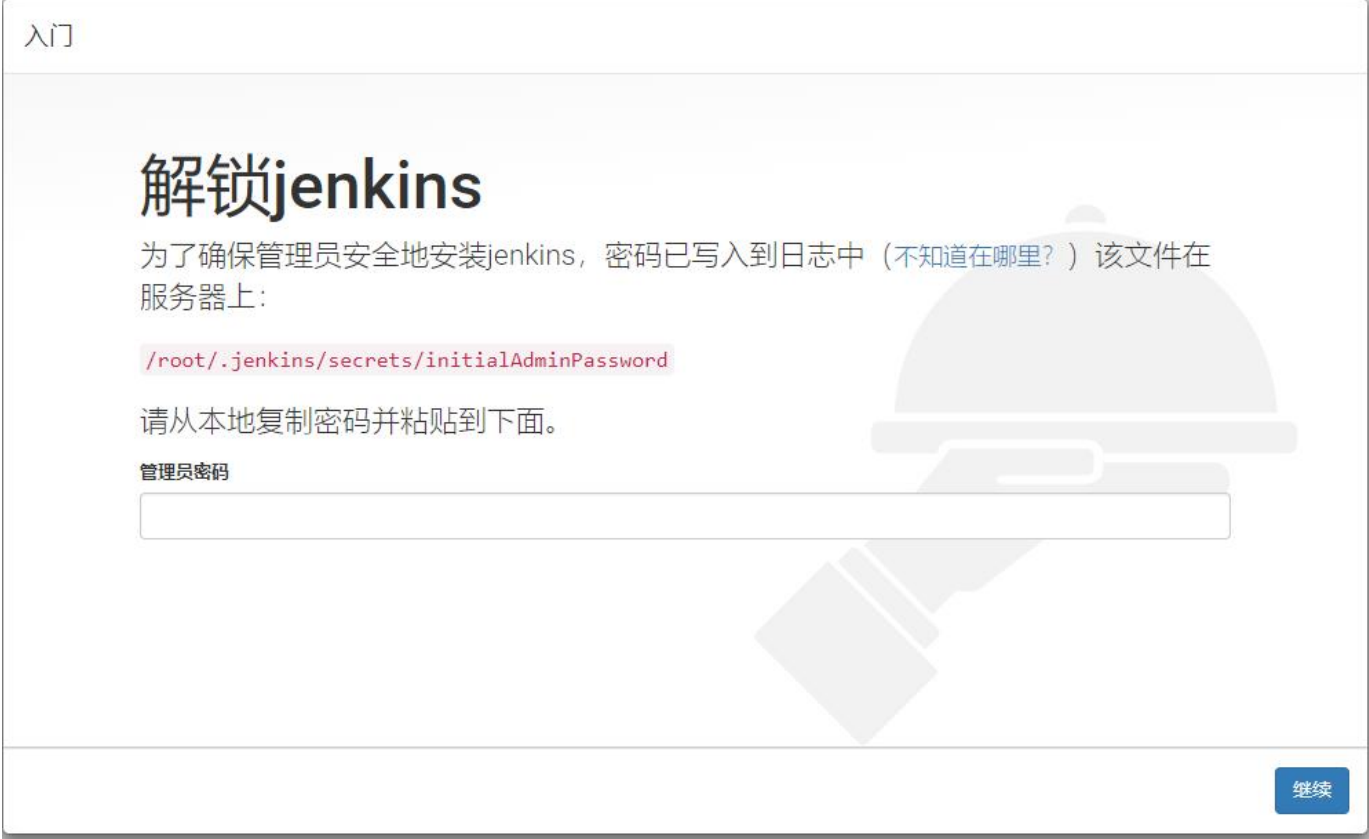 入门
解锁jenkins
为了确保管理员安全地安装jenkins，密码已写入到日志中（不知道在哪里？）该文件在
服务器上：
/root/.jenkins/secrets/initialAdminPassword
请从本地复制密码并粘贴到下面。
管理员密码
继续